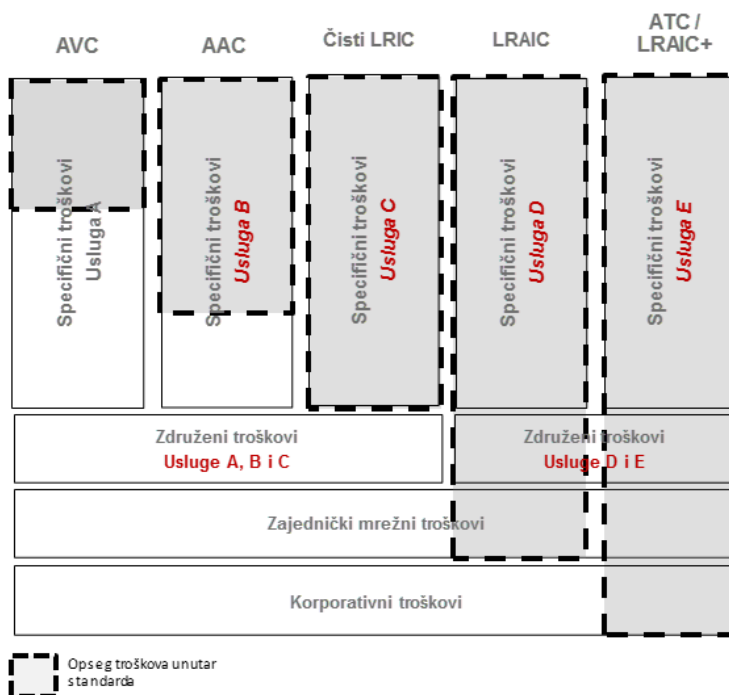 AVC
AAC
Čisti LRIC
LRAIC
ATC /
LRAIC+
Specifični troškovi
Usluga A
Specifični troškovi
Usluga B
Specifični troškovi
Usluga C
Specifični troškovi
Usluga D
Specifični troškovi
Usluga E
Združeni troškovi
Usluge A, B i C
Združeni troškovi
Usluge D i E
Zajednički mrežni troškovi
Korporativni troškovi
Opseg troškova unutar
standarda